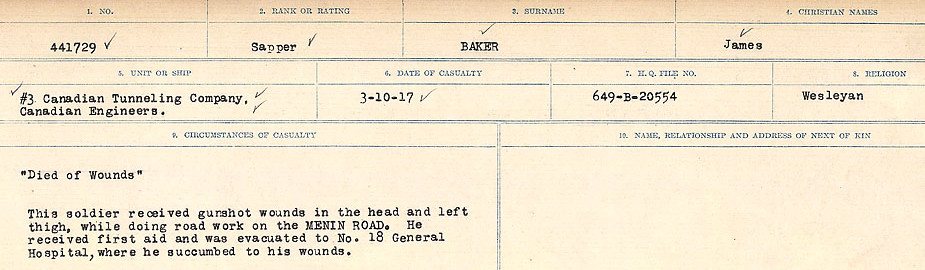 1. NO. 2. RANK OR RATING 3. SURNAME 4. CHRISTIAN NAMES
441729 Sapper BAKER James
5. UNIT OR SHIP 6. DATE OF CASUALTY 7. H.Q. FILE NO. 8. RELIGION
#3 Canadian Tunneling Company, 3-10-17 649-B-20554 Wesleyan
Canadian Engineers.
9. CIRCUMSTANCES OF CASUALTY 10. NAME, RELATIONSHIP AND ADDRESS OF NEXT OF KIN
"Died of Wounds"
This soldier received gunshot wounds in the head and left
thigh, while doing road work on the MENIN ROAD. He
received first aid and was evacuated to No. 18 General
Hospital, where he succumbed to his wounds.